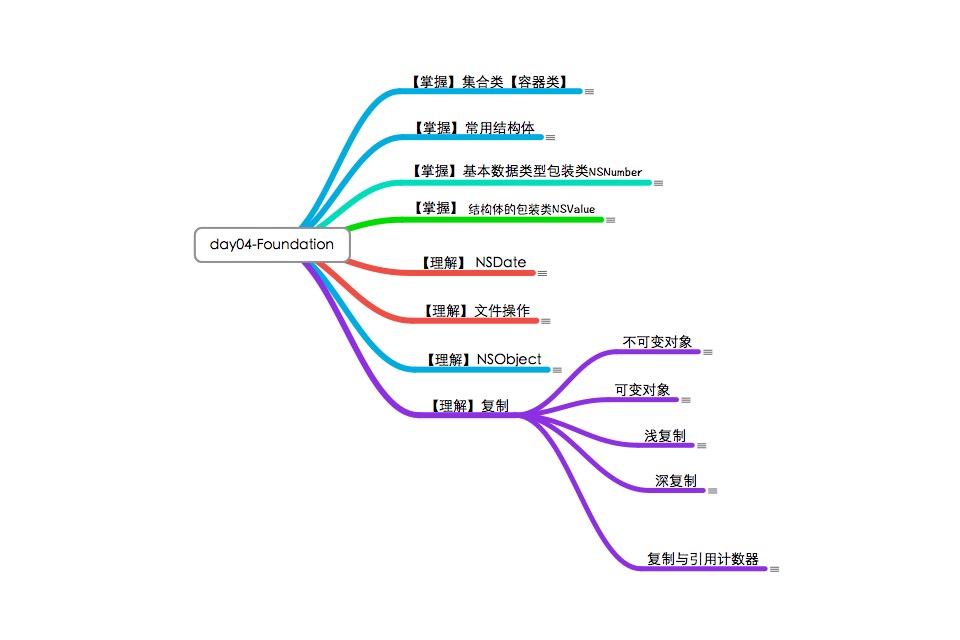 【掌握】集合类【容器类】
【掌握】常用结构体
【掌握】基本数据类型包装类NSNumber
【掌握】 结构体的包装类NSValue
day04-Foundation
【理解】 NSDate
【理解】文件操作
【理解】NSObject
【理解】复制
不可变对象
可变对象
浅复制
深复制
复制与引用计数器